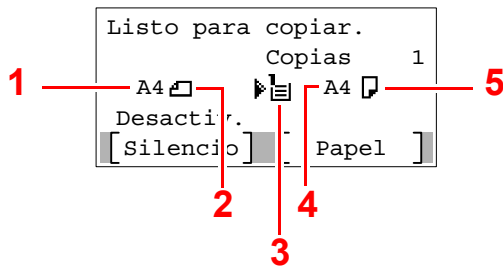 Listo para copiar.
Copias 1
1 A4 A4 5
Desactiv.
[Silencio] [ Papel ]
2 4
3